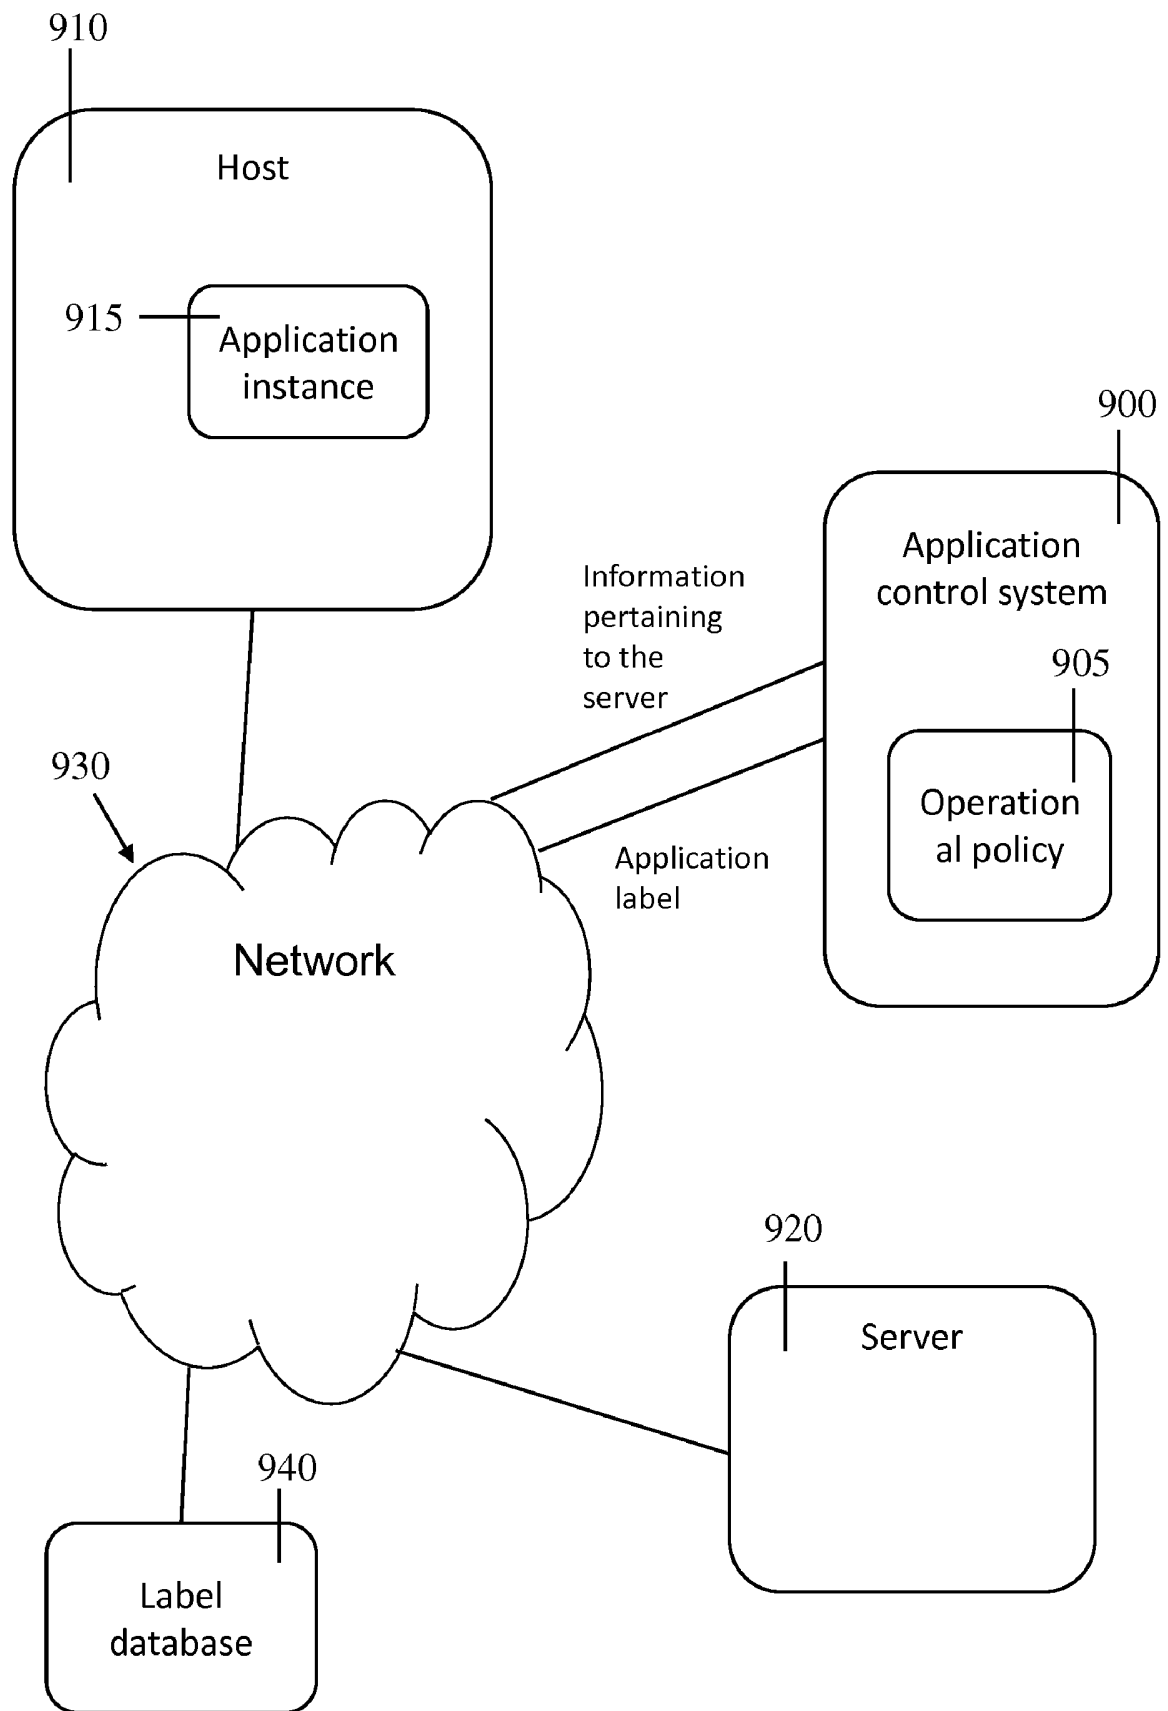 910
Host
915
Application
instance
900
Application
control system
Information
pertaining
to the
server
905
Operation
al policy
930
Application
label
Network
920
Server
940
Label
database